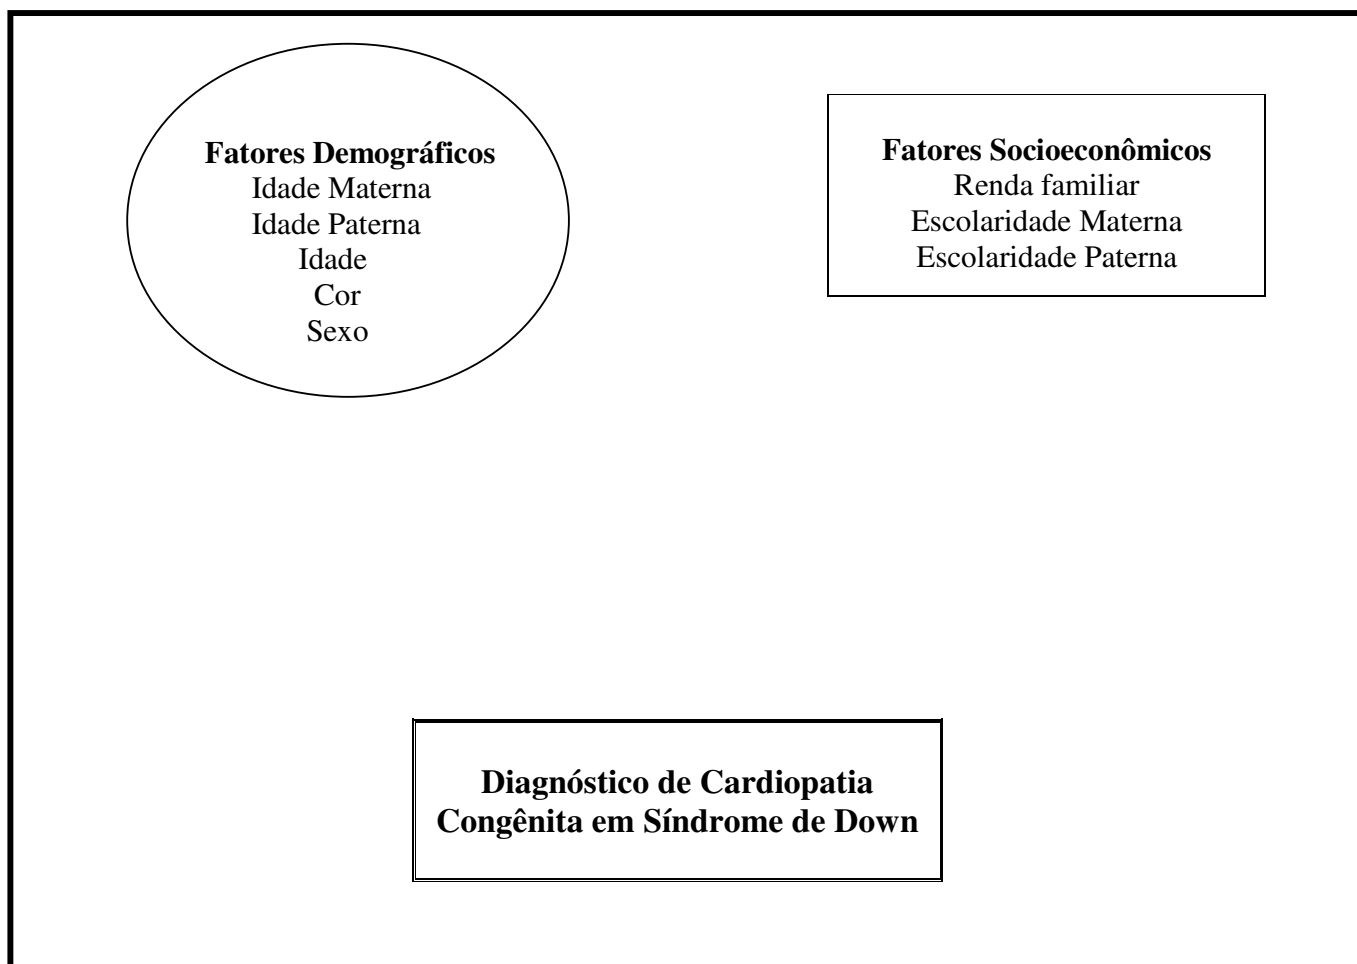 Fatores Demográficos
Idade Materna
Idade Paterna
Idade
Cor
Sexo
Fatores Socioeconômicos
Renda familiar
Escolaridade Materna
Escolaridade Paterna
Diagnóstico de Cardiopatia
Congênita em Síndrome de Down